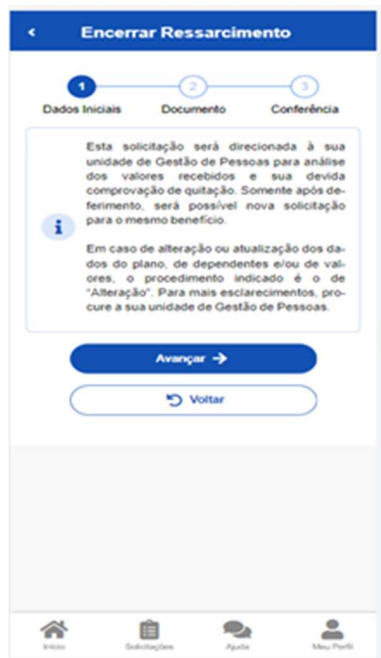 Encerrar Ressarcimento
1 2 3
Dados Iniciais Documento Conferência
Esta solicitação será direcionada à sua
unidade de Gestão de Pessoas para análise
dos valores recebidos e sua devida
comprovação de quitação. Somente após de-
ferimento, será possível nova solicitação
para o mesmo benefício.
Em caso de alteração ou atualização dos da-
dos do plano, de dependentes e/ou de val-
ores, o procedimento indicado é o de
"Alteração". Para mais esclarecimentos, pro-
cure a sua unidade de Gestão de Pessoas.
Avançar
Voltar
Início Solicitações Ajuda Meu Perfil